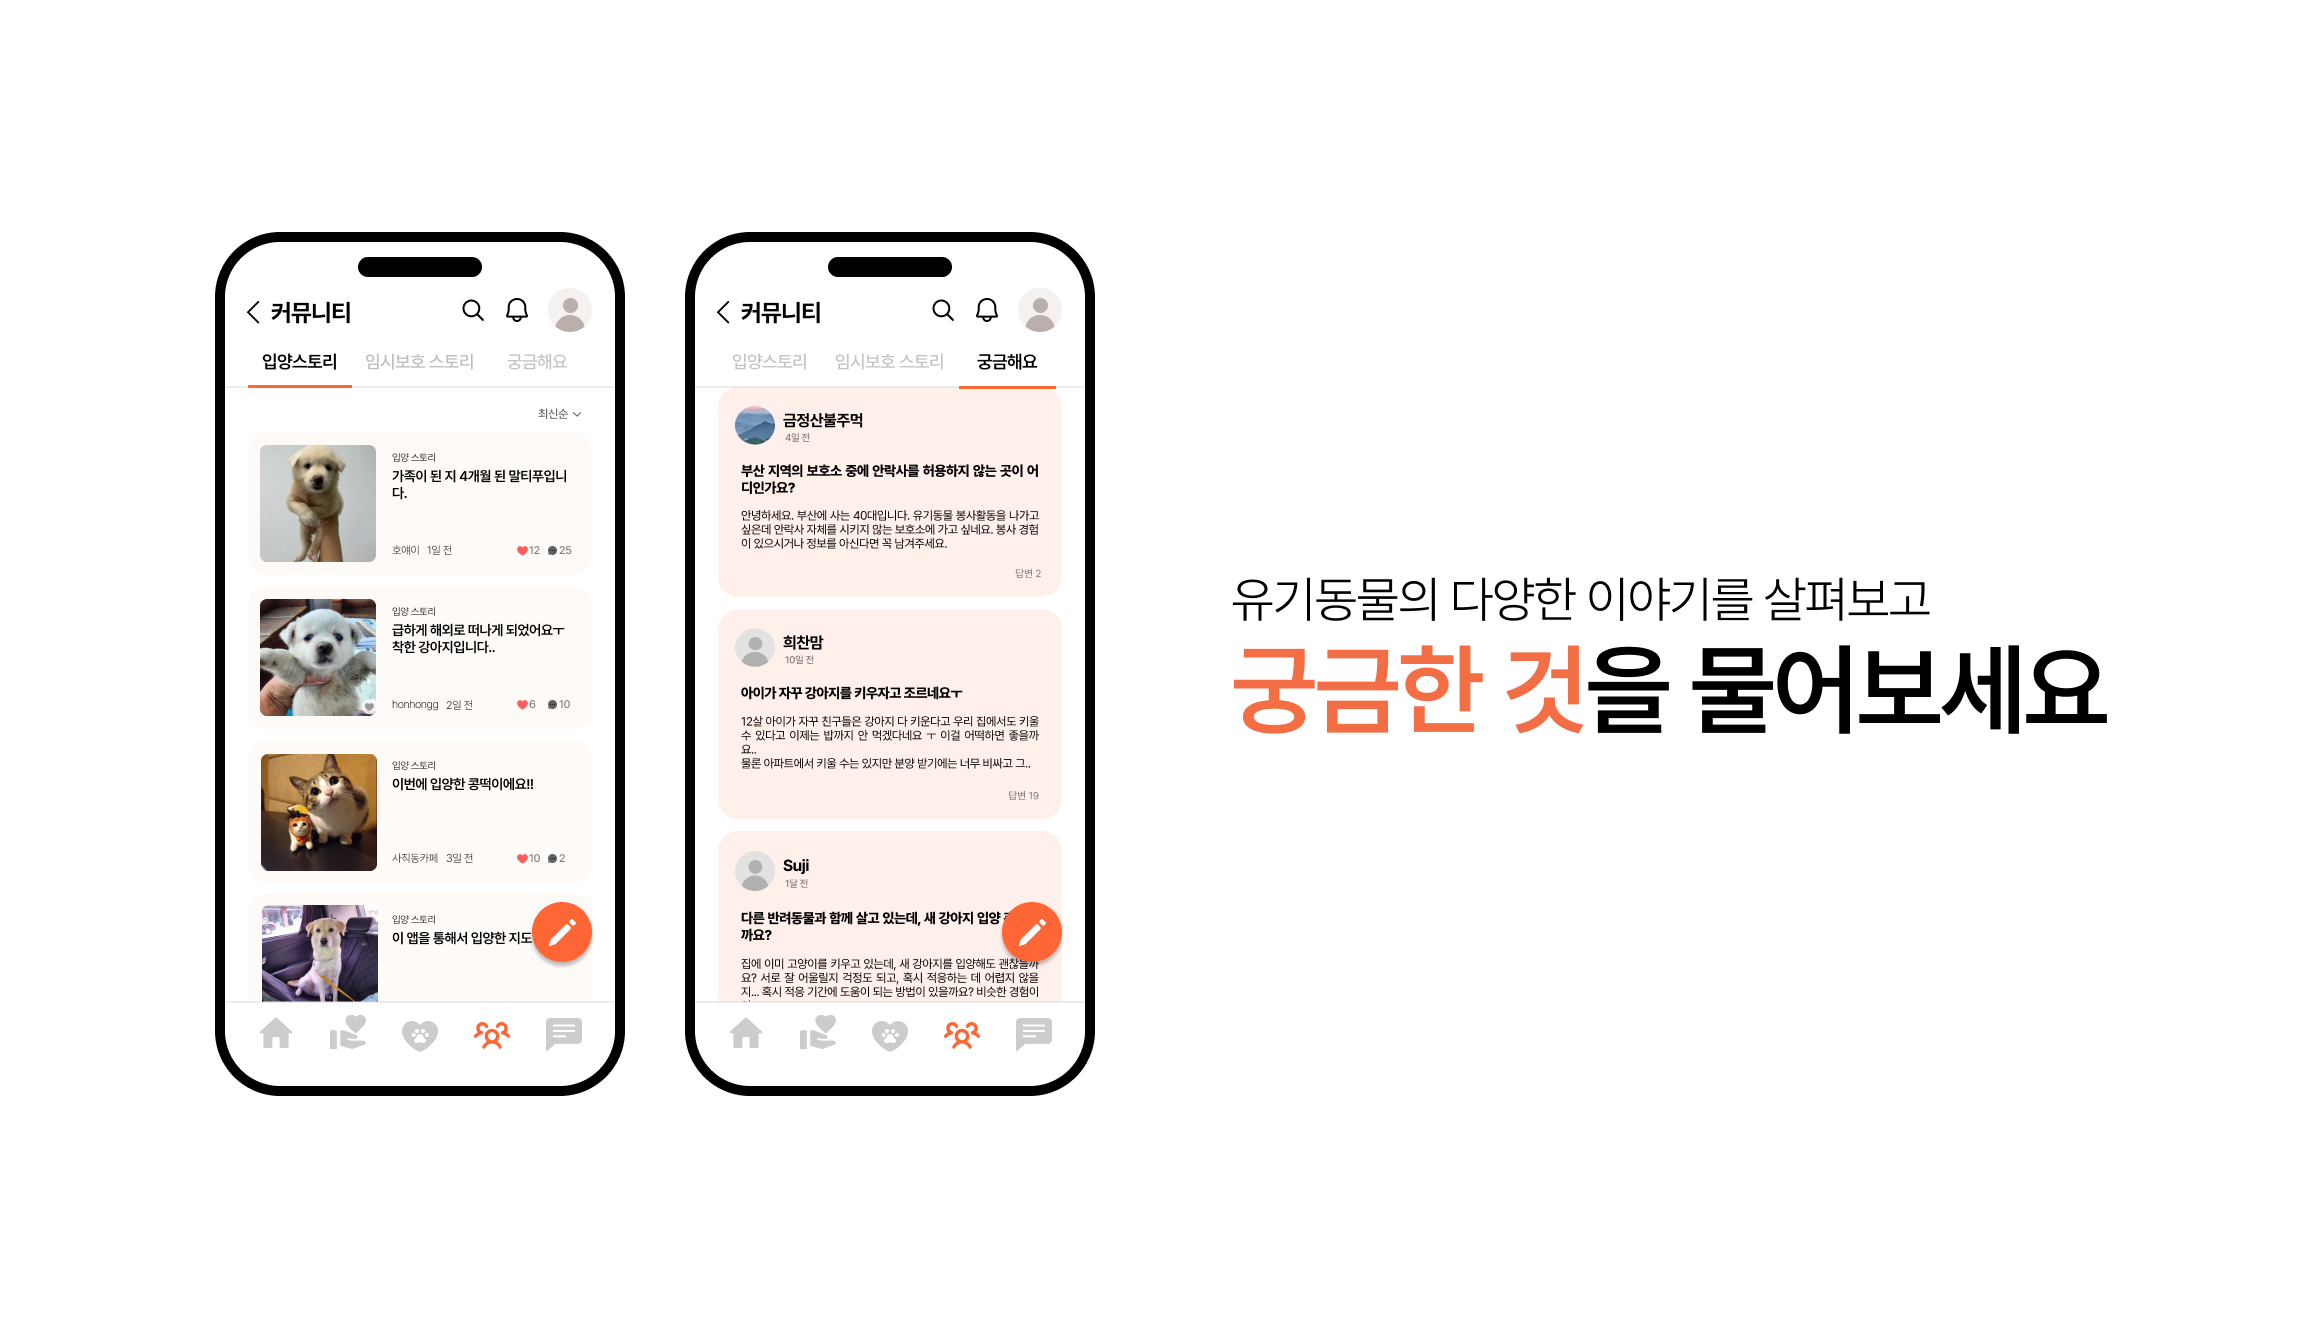 커뮤니티
입양스토리 임시보호 스토리 궁금해요
최신순
입양 스토리
가족이 된 지 4개월 된 말티푸입니
다.
호얘이 1일 전 12 25
입양 스토리
급하게 해외로 떠나게 되었어요ㅜ
착한 강아지입니다..
honhongg 2일 전 6 10
입양 스토리
이번에 입양한 콩떡이에요!!
사직동카페 3일 전 10 2
입양 스토리
이 앱을 통해서 입양한 지도
커뮤니티
입양스토리 임시보호 스토리 궁금해요
금정산불주먹
4일 전
부산 지역의 보호소 중에 안락사를 허용하지 않는 곳이 어
디인가요?
안녕하세요. 부산에 사는 40대입니다. 유기동물 봉사활동을 나가고
싶은데 안락사 자체를 시키지 않는 보호소에 가고 싶네요. 봉사 경험
이 있으시거나 정보를 아신다면 꼭 남겨주세요.
답변 2
희찬맘
10일 전
아이가 자꾸 강아지를 키우자고 조르네요ㅜ
12살 아이가 자꾸 친구들은 강아지 다 키운다고 우리 집에서도 키울
수 있다고 이제는 밥까지 안 먹겠다네요 ㅜ 이걸 어떡하면 좋을까
요..
물론 아파트에서 키울 수는 있지만 분양 받기에는 너무 비싸고 그..
답변 19
Suji
1달 전
다른 반려동물과 함께 살고 있는데, 새 강아지 입양
까요?
집에 이미 고양이를 키우고 있는데, 새 강아지를 입양해도 괜찮을까
요? 서로 잘 어울릴지 걱정도 되고, 혹시 적응하는 데 어렵지 않을
지... 혹시 적응 기간에 도움이 되는 방법이 있을까요? 비슷한 경험이
유기동물의 다양한 이야기를 살펴보고
궁금한 것을 물어보세요